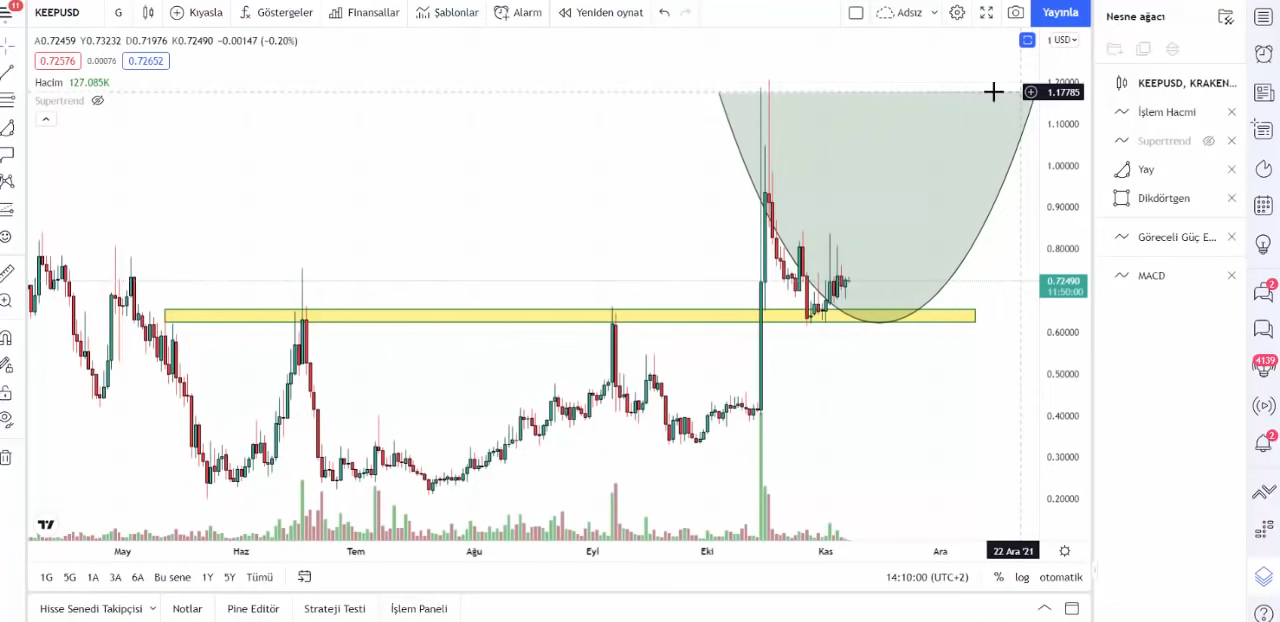 11
KEEPUSD G Kıyasla Göstergeler Finansallar Şablonlar Alarm Yeniden oynat Adsız Yayınla
Nesne ağacı
A0.72459 Y0.73232 D0.71976 K0.72490 −0.00147 (−0.20%)
1 USD
0.72576 0.00076 0.72652
Hacim 127.085K
Supertrend
1.20000
1.17785
1.10000
1.00000
0.90000
0.80000
0.72490
11:50:00
0.60000
0.50000
0.40000
0.30000
0.20000
KEEPUSD, KRAKEN...
İşlem Hacmi
Supertrend
Yay
Dikdörtgen
Göreceli Güç E...
MACD
2
4139
2
May Haz Tem Ağu Eyl Eki Kas Ara 22 Ara '21
1G 5G 1A 3A 6A Bu sene 1Y 5Y Tümü 14:10:00 (UTC+2) % log otomatik
Hisse Senedi Takipçisi Notlar Pine Editör Strateji Testi İşlem Paneli